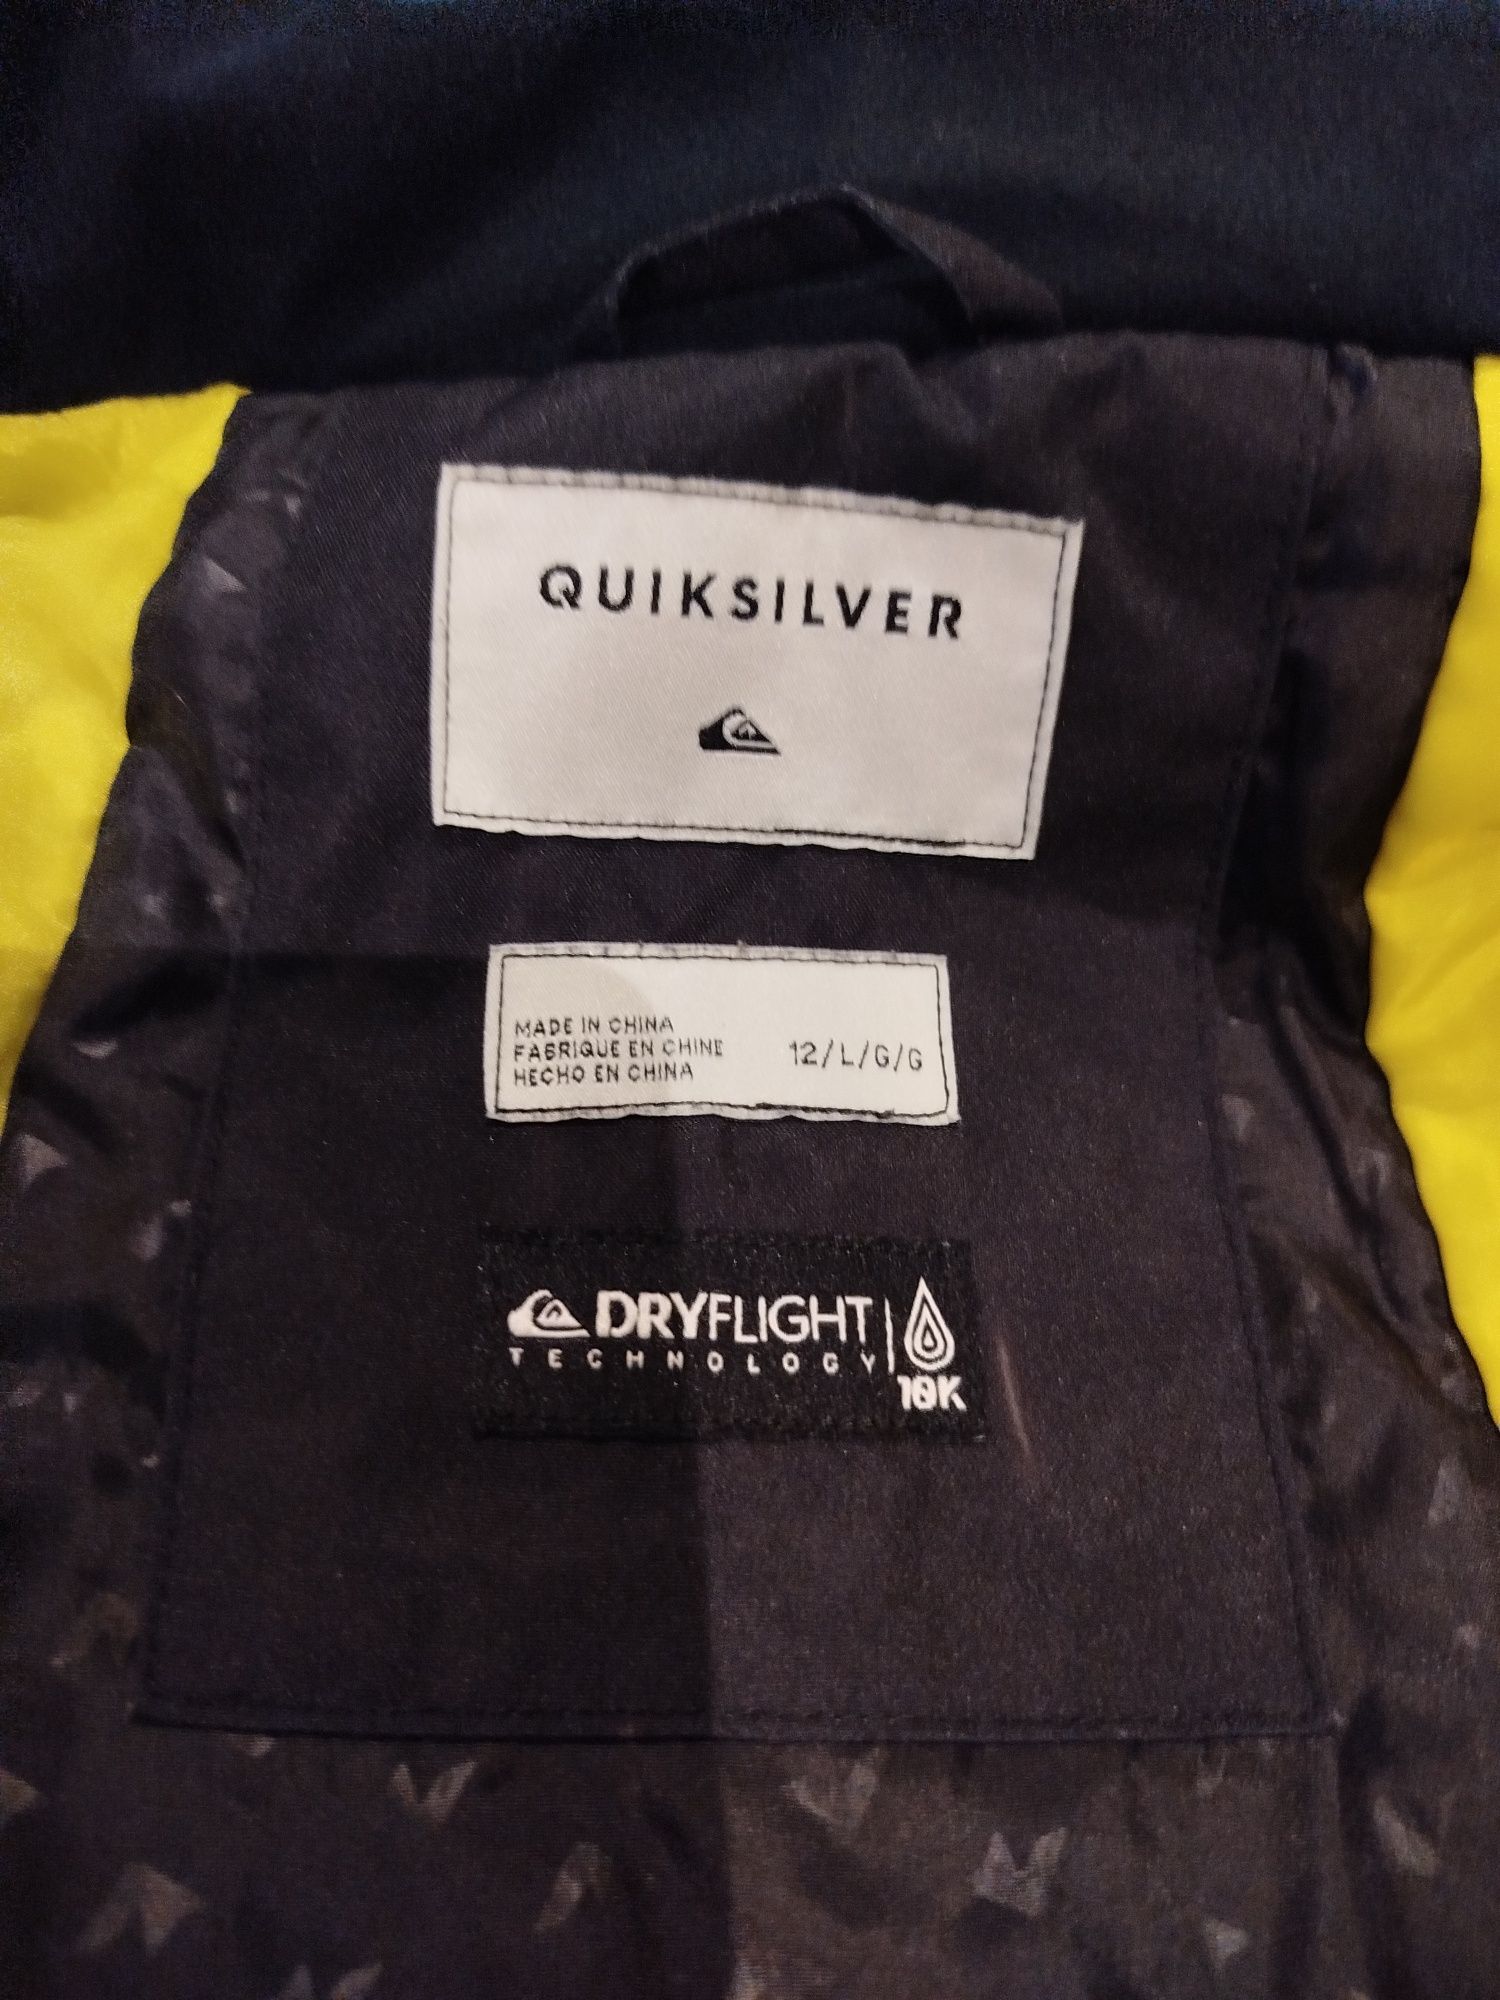 QUIKSILVER
MADE IN CHINA
FABRIQUE EN CHINE
HECHO EN CHINA
12/L/G/G
DRYFLIGHT
TECHNOLOGY
10K